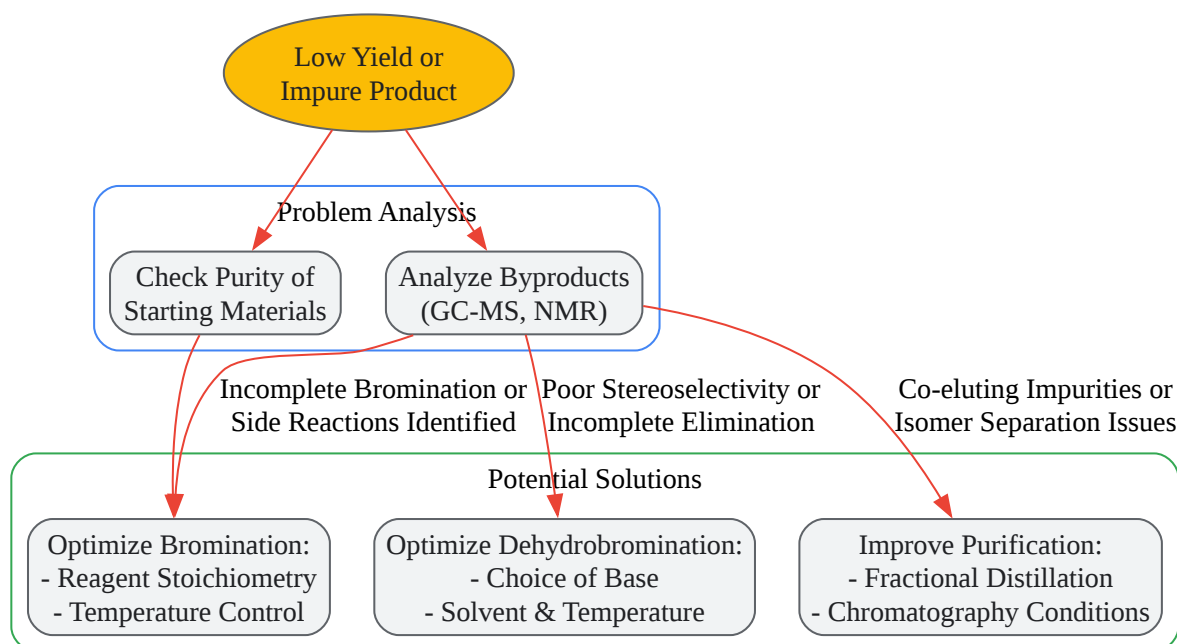 Low Yield or
Impure Product
Problem Analysis
Check Purity of
Starting Materials
Analyze Byproducts
(GC-MS, NMR)
Incomplete Bromination or
Side Reactions Identified
Poor Stereoselectivity or
Incomplete Elimination
Co-eluting Impurities or
Isomer Separation Issues
Potential Solutions
Optimize Bromination:
- Reagent Stoichiometry
- Temperature Control
Optimize Dehydrobromination:
- Choice of Base
- Solvent & Temperature
Improve Purification:
- Fractional Distillation
- Chromatography Conditions